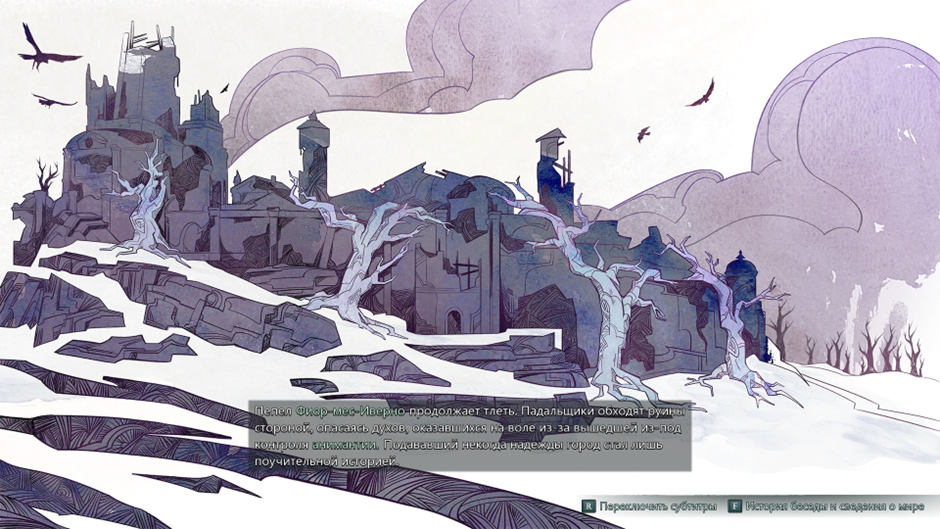 Пепел Фиор-мес-Иверно продолжает тлеть. Падальщики обходят руины
стороной, опасаясь духов, оказавшихся на воле из-за вышедшей из-под
контроля анимантии. Подававший некогда надежды город стал лишь
поучительной историей.
R Переключить субтитры F История беседы и сведения о мире